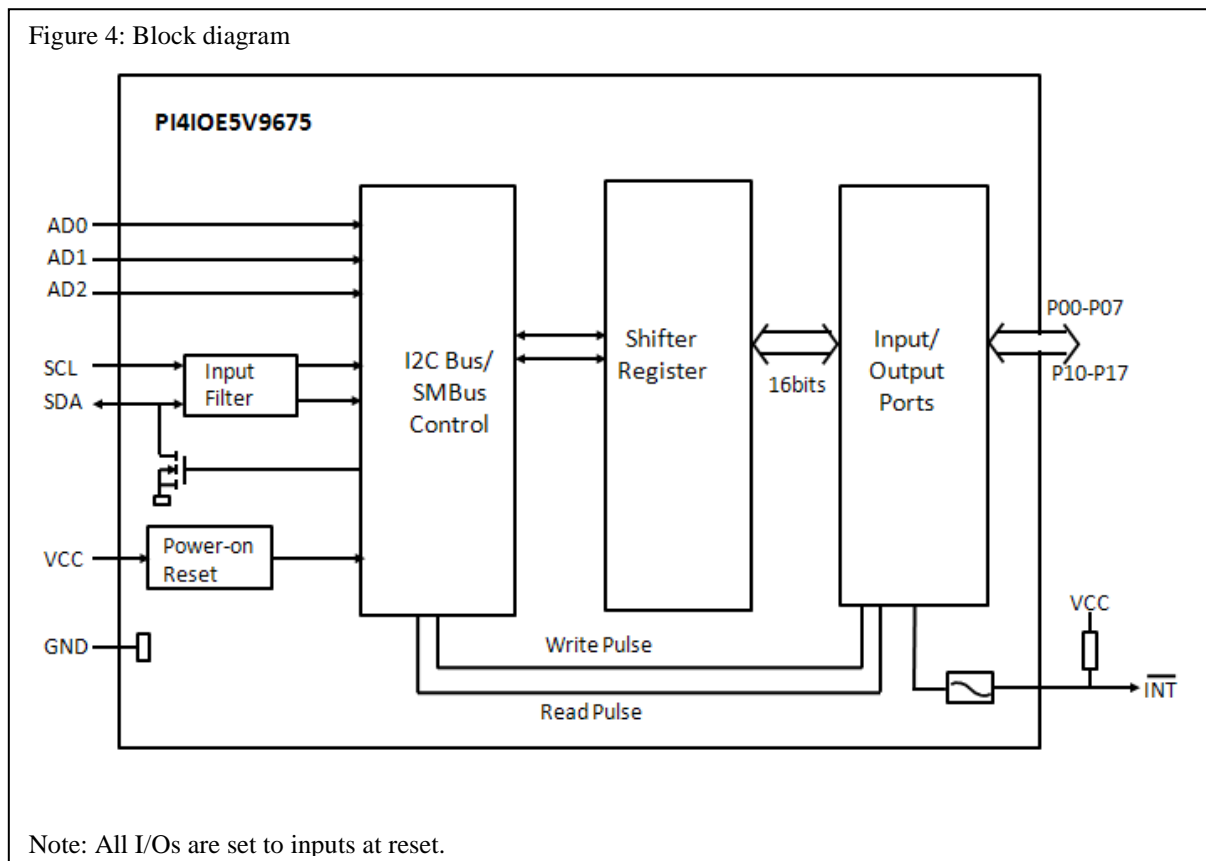 Figure 4: Block diagram
PI4IOE5V9675
AD0
AD1
AD2
SCL
SDA
Input
Filter
VCC
Power-on
Reset
GND
I2C Bus/
SMBus
Control
Shifter
Register
16bits
Input/
Output
Ports
P00-P07
P10-P17
Write Pulse
Read Pulse
VCC
INT
Note: All I/Os are set to inputs at reset.